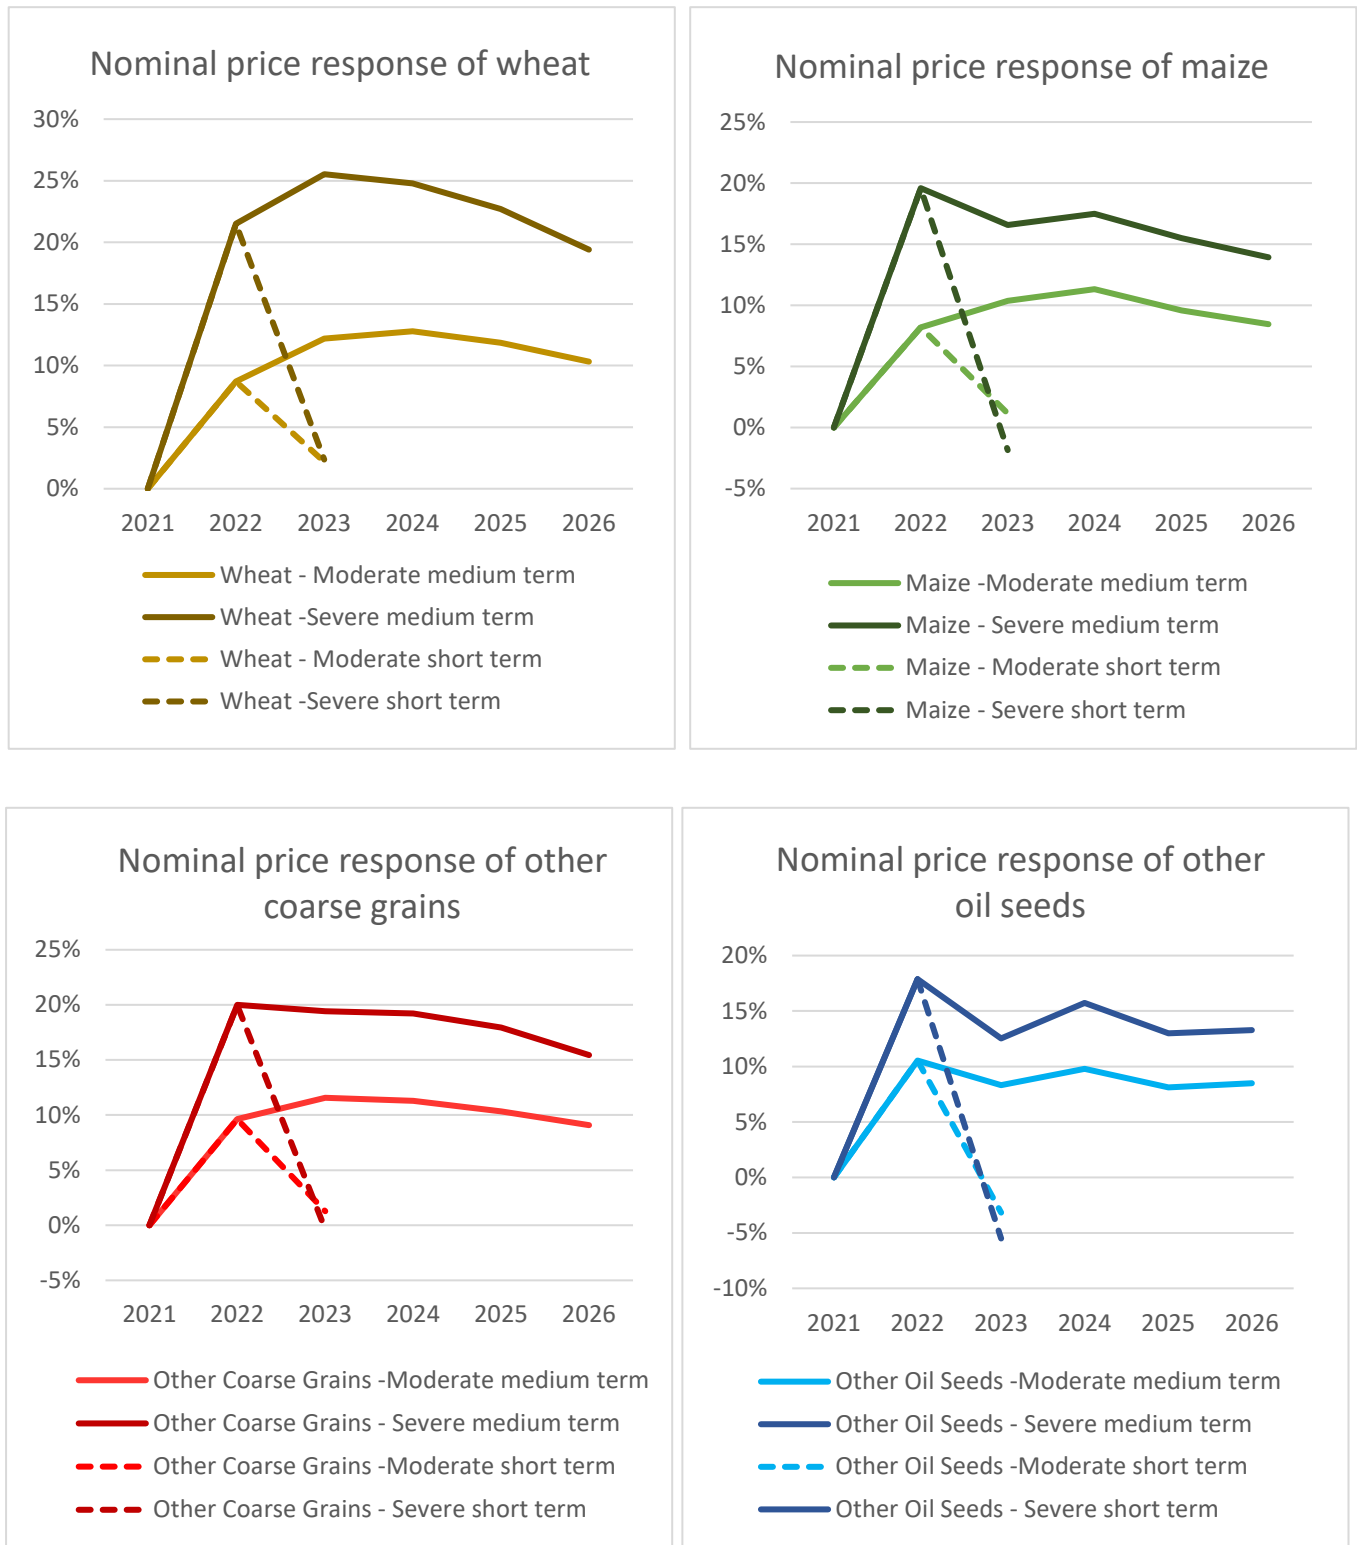 Nominal price response of wheat
30%
25%
20%
15%
10%
5%
0%
2021 2022 2023 2024 2025 2026
Wheat - Moderate medium term
Wheat -Severe medium term
Wheat - Moderate short term
Wheat -Severe short term
Nominal price response of maize
25%
20%
15%
10%
5%
0%
-5%
2021 2022 2023 2024 2025 2026
Maize -Moderate medium term
Maize - Severe medium term
Maize - Moderate short term
Maize - Severe short term
Nominal price response of other
coarse grains
25%
20%
15%
10%
5%
0%
-5%
2021 2022 2023 2024 2025 2026
Other Coarse Grains -Moderate medium term
Other Coarse Grains - Severe medium term
Other Coarse Grains -Moderate short term
Other Coarse Grains - Severe short term
Nominal price response of other
oil seeds
20%
15%
10%
5%
0%
-5%
-10%
2021 2022 2023 2024 2025 2026
Other Oil Seeds -Moderate medium term
Other Oil Seeds - Severe medium term
Other Oil Seeds -Moderate short term
Other Oil Seeds - Severe short term